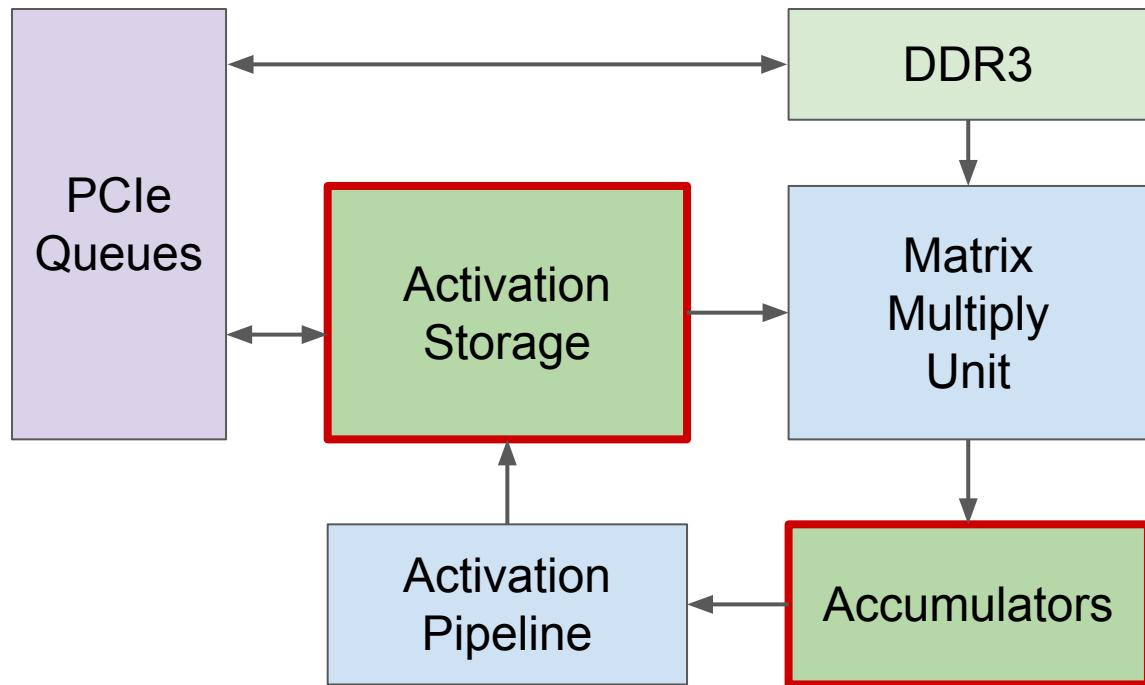 DDR3
PCIe
Queues
Activation
Storage
Matrix
Multiply
Unit
Activation
Pipeline
Accumulators